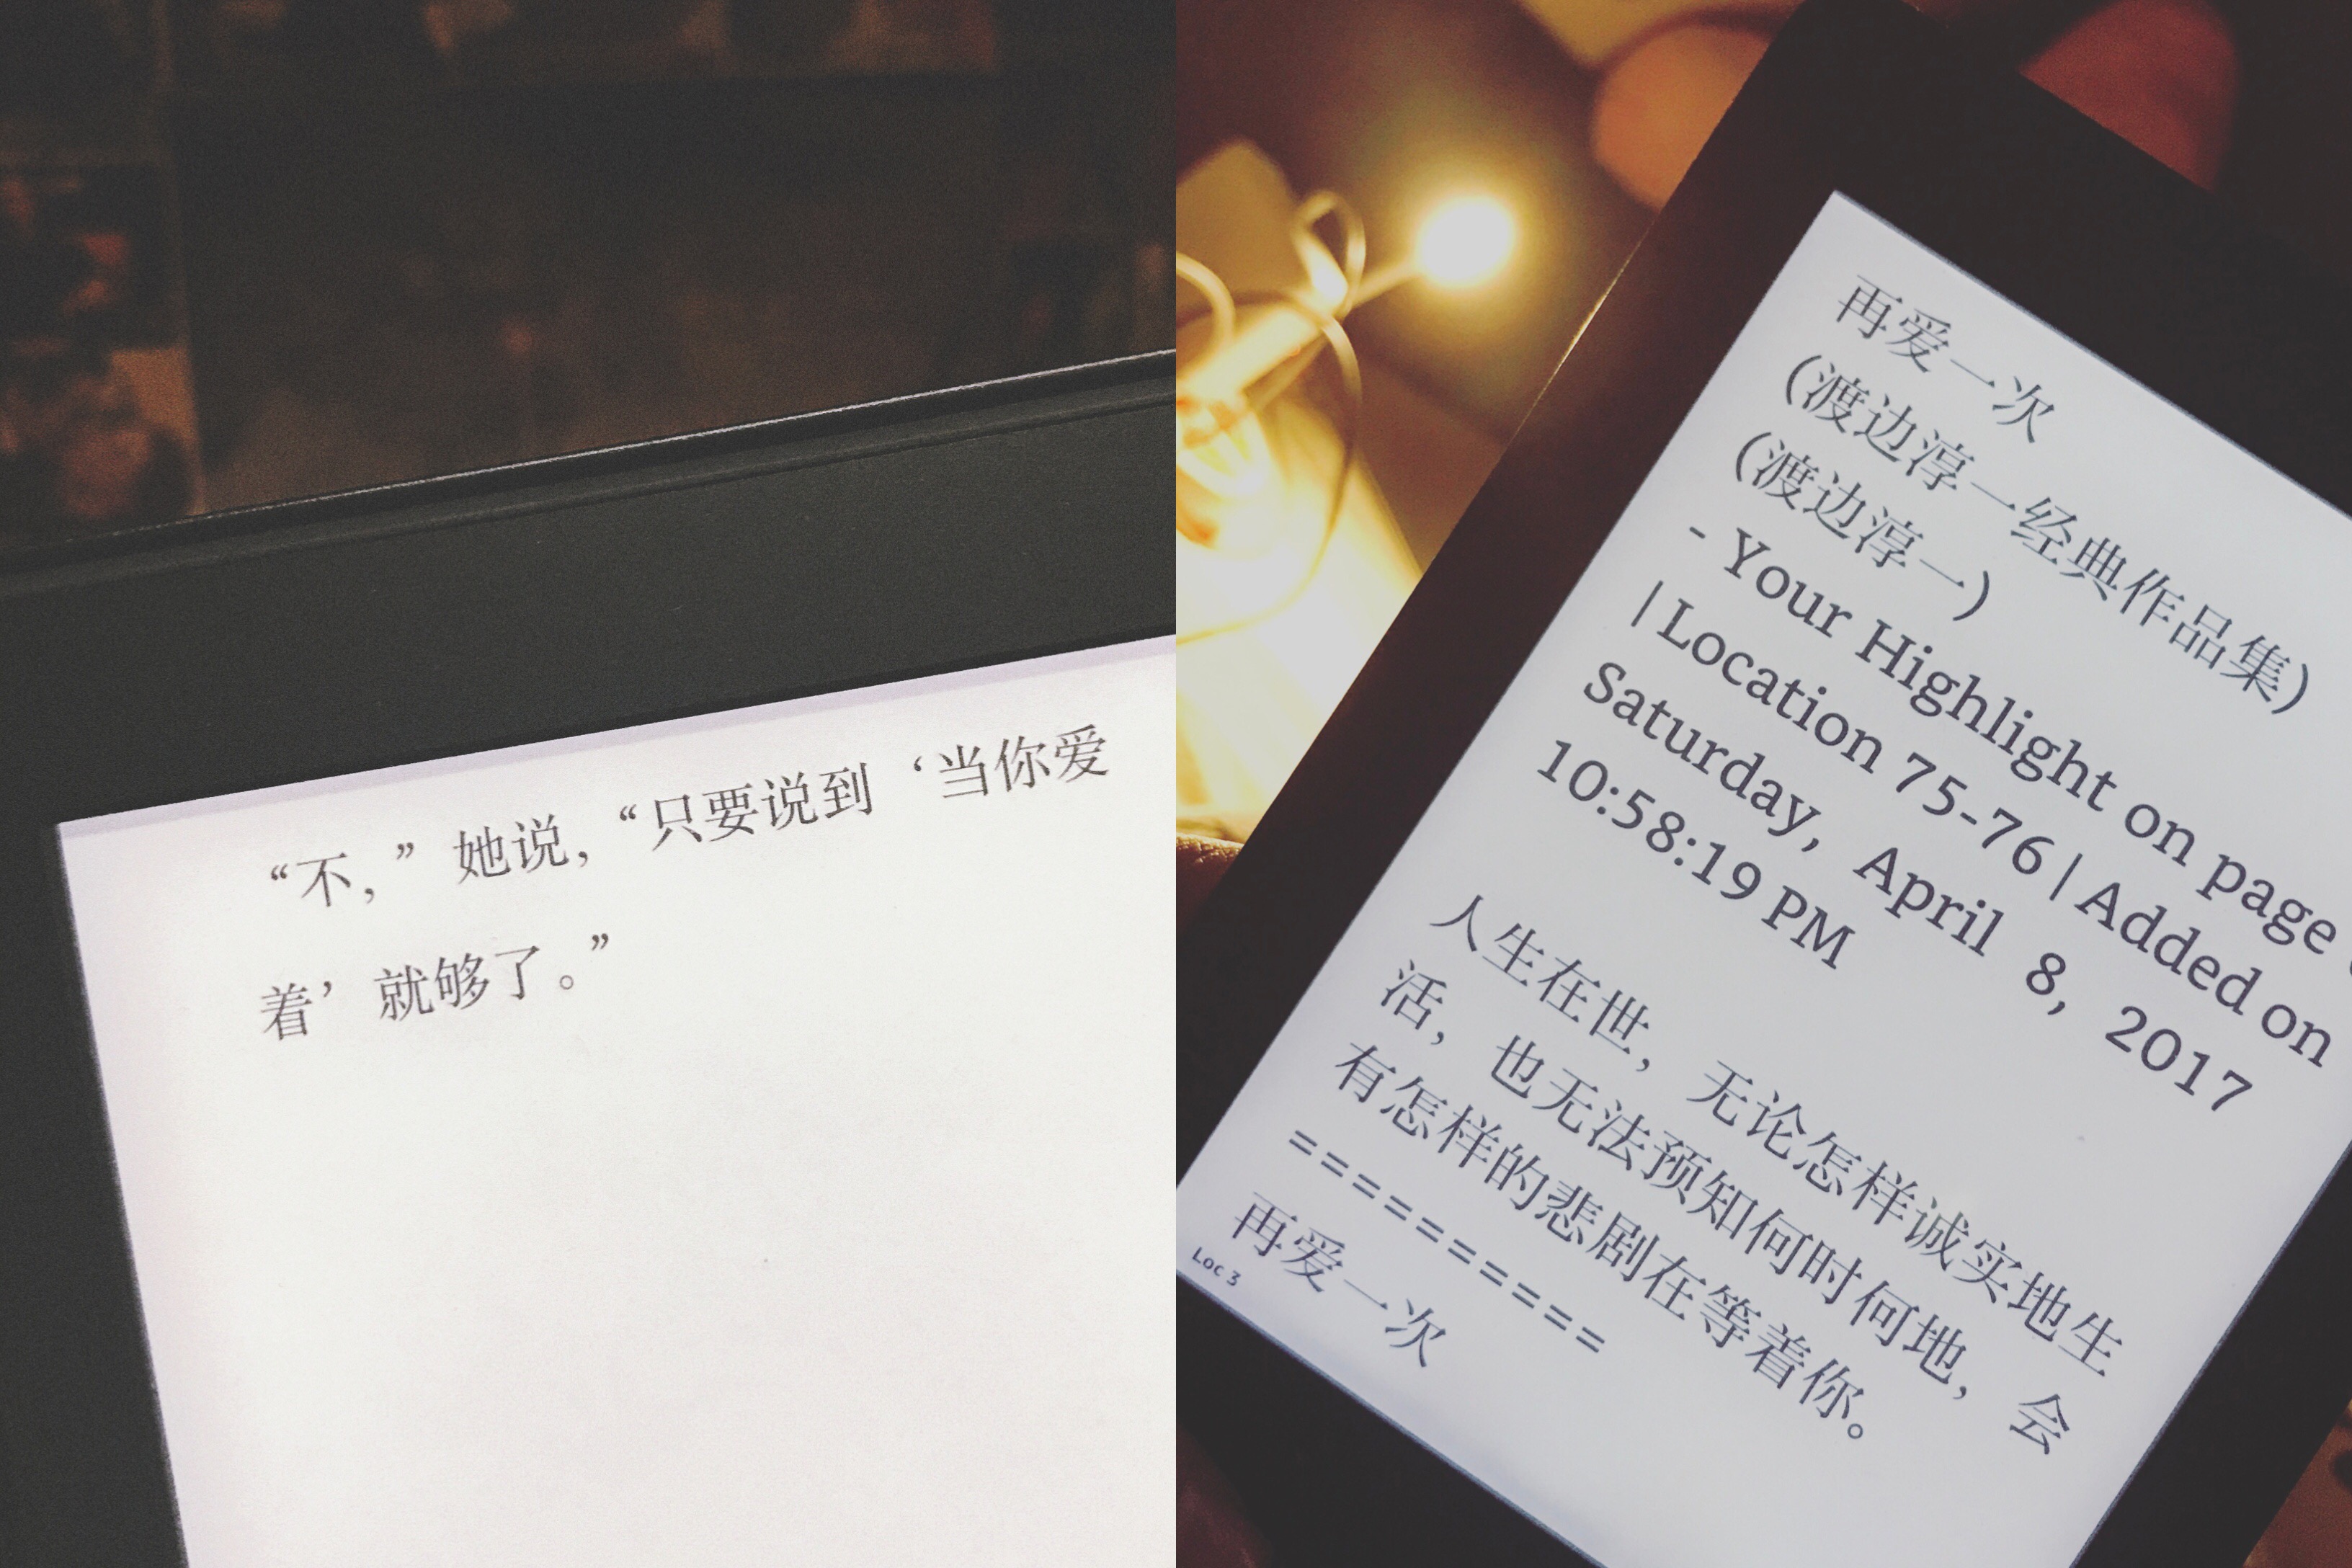 “不，”她说，“只要说到‘当你爱
着’就够了。”
再爱一次
(渡边淳一经典作品集)
(渡边淳一)
- Your Highlight on page
| Location 75-76 | Added on
Saturday, April 8, 2017
10:58:19 PM
人生在世，无论怎样诚实地生
活，也无法预知何时何地，会
有怎样的悲剧在等着你。
==========
再爱一次
Loc 3